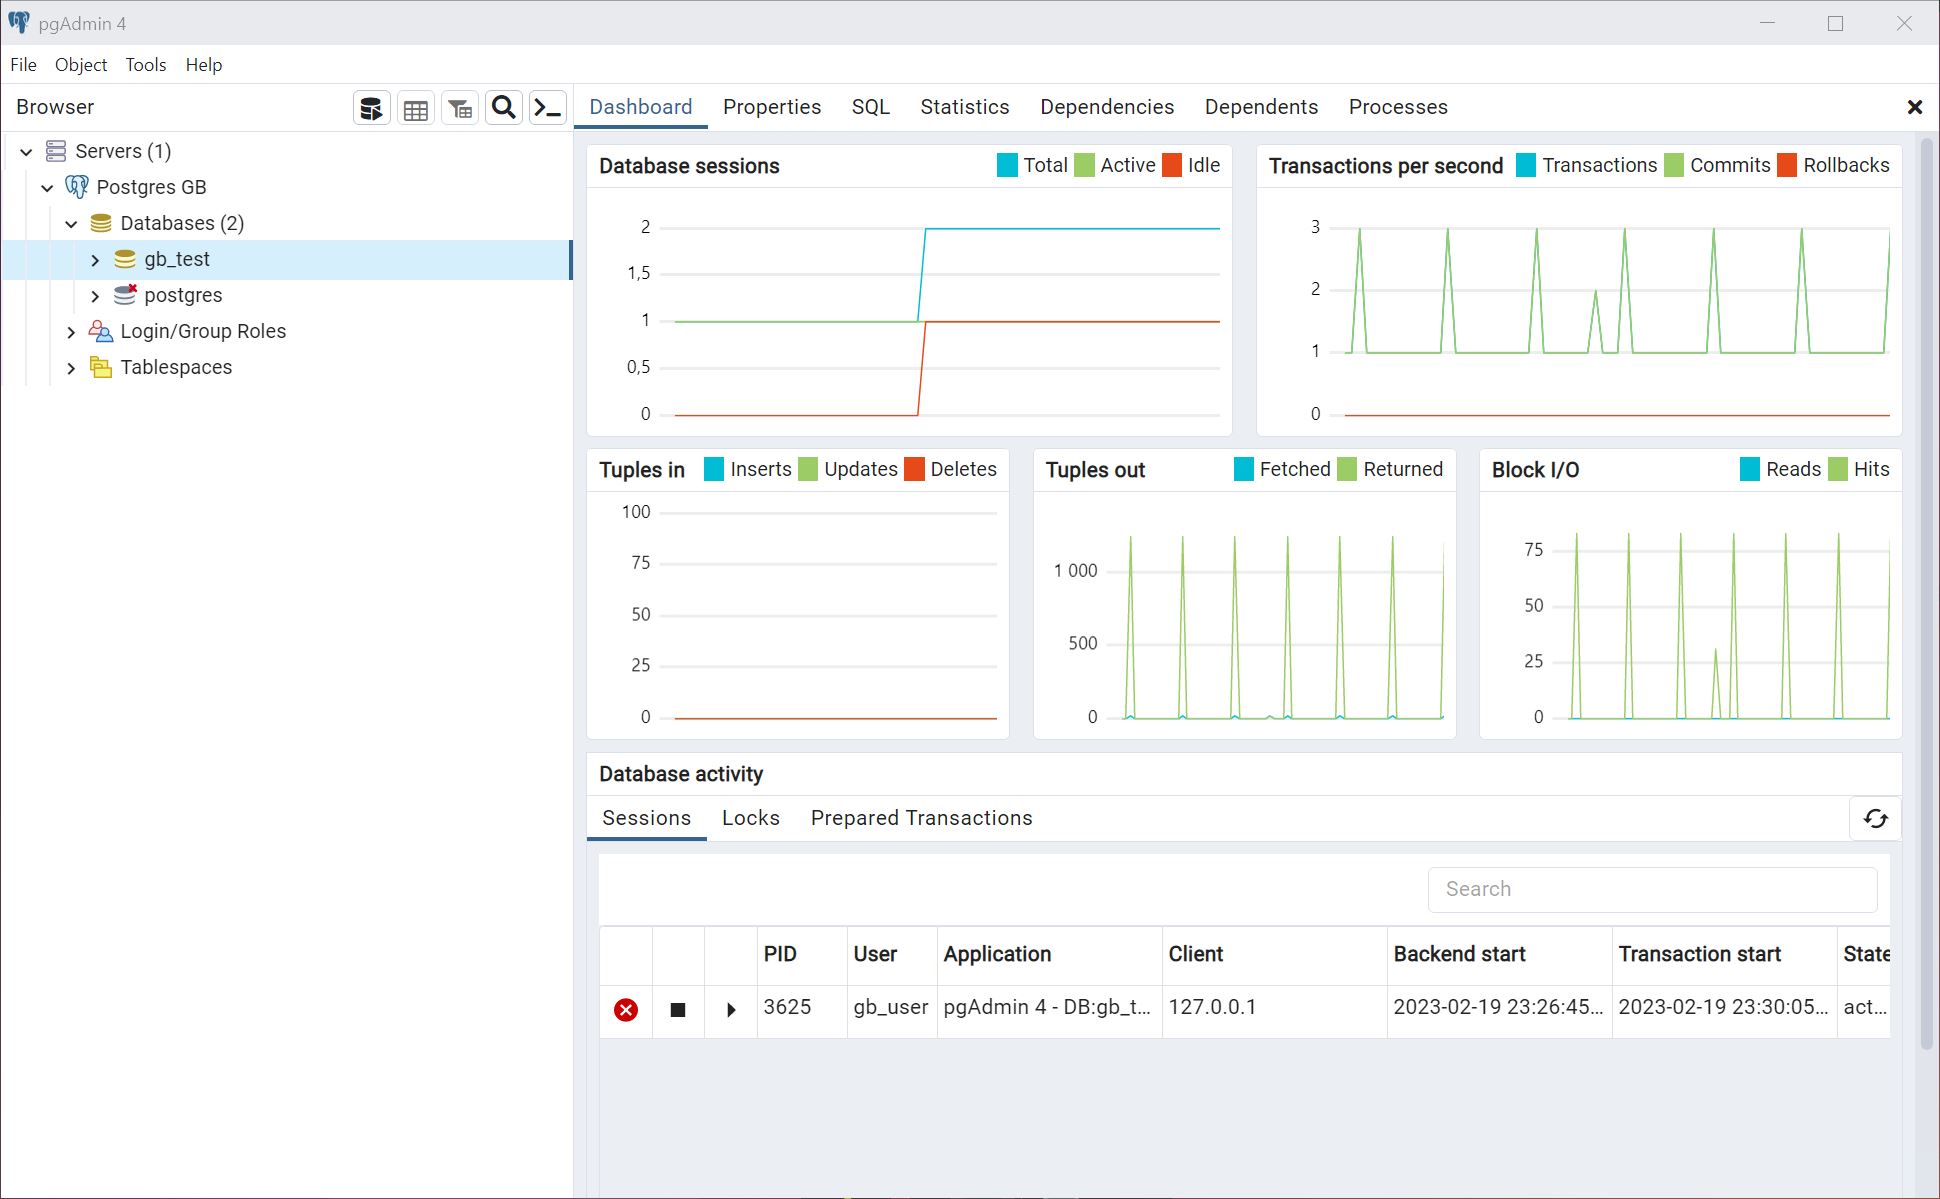 pgAdmin 4
File Object Tools Help
Browser
Dashboard Properties SQL Statistics Dependencies Dependents Processes
Servers (1)
Postgres GB
Databases (2)
gb_test
postgres
Login/Group Roles
Tablespaces
Database sessions Total Active Idle
2
1,5
1
0,5
0
Transactions per second Transactions Commits Rollbacks
3
2
1
0
Tuples in Inserts Updates Deletes
100
75
50
25
0
Tuples out Fetched Returned
1 000
500
0
Block I/O Reads Hits
75
50
25
0
Database activity
Sessions Locks Prepared Transactions
Search
PID User Application Client Backend start Transaction start State
3625 gb_user pgAdmin 4 - DB:gb_t... 127.0.0.1 2023-02-19 23:26:45... 2023-02-19 23:30:05... act...